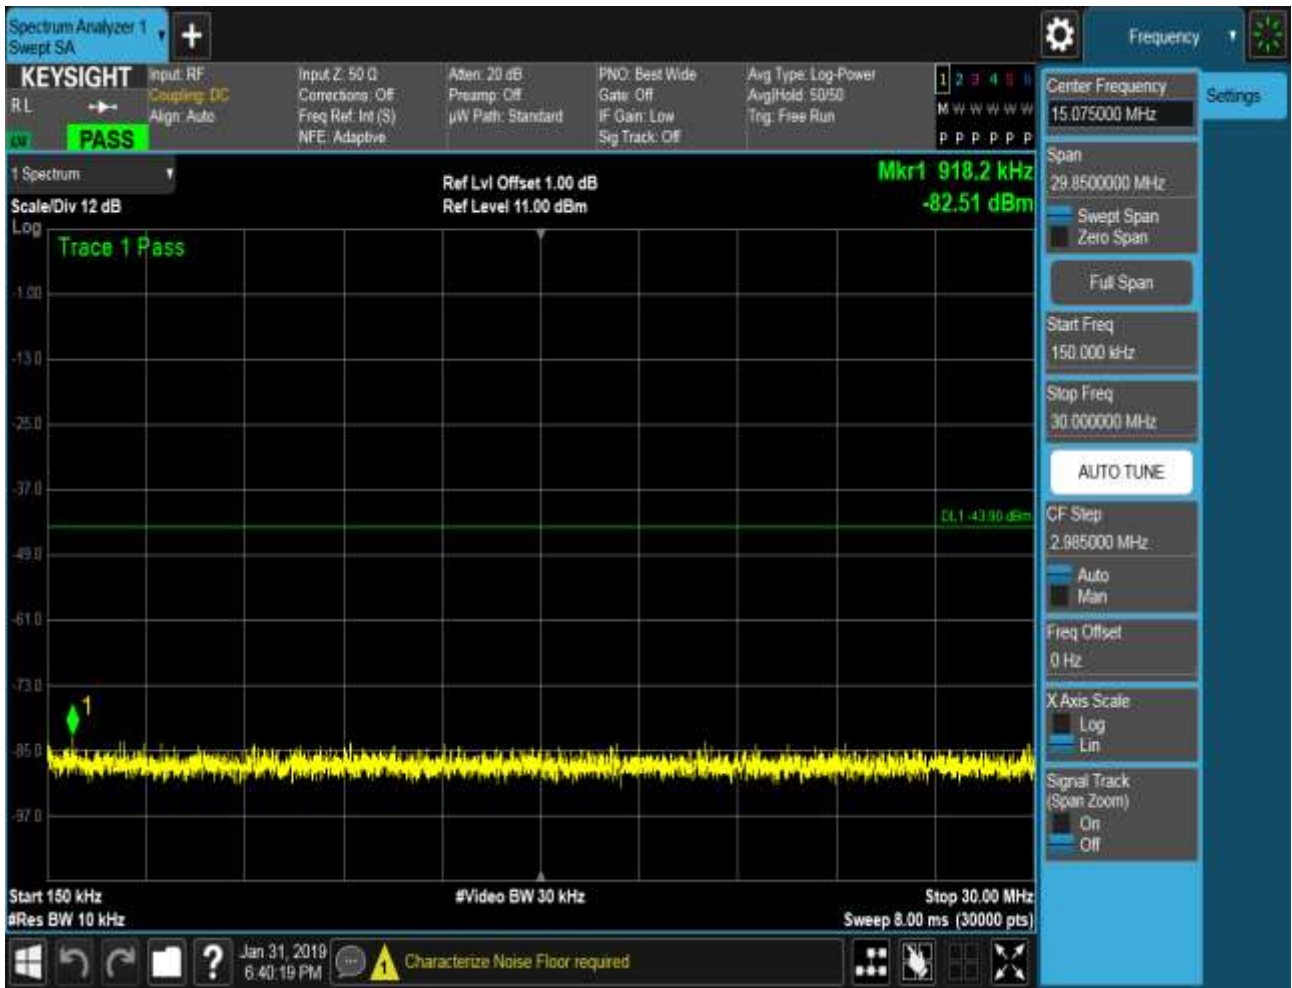 Spectrum Analyzer 1
Swept SA
+
Frequency
KEYSIGHT
R L
PASS
Input: RF
Coupling: DC
Align: Auto
Input Z: 50 Ω
Corrections: Off
Freq Ref: Int (S)
NFE: Adaptive
Atten: 20 dB
Preamp: Off
µW Path: Standard
PNO: Best Wide
Gate: Off
IF Gain: Low
Sig Track: Off
Avg Type: Log-Power
Avg|Hold: 50/50
Trig: Free Run
1 2 3 4 5 6
M W W W W W
P P P P P P
1 Spectrum
Scale/Div 12 dB
Log
Ref Lvl Offset 1.00 dB
Ref Level 11.00 dBm
Mkr1 918.2 kHz
-82.51 dBm
Trace 1 Pass
-1.00
-13.0
-25.0
-37.0
DL1 -43.90 dBm
-49.0
-61.0
-73.0
1
-85.0
-97.0
Start 150 kHz
#Res BW 10 kHz
#Video BW 30 kHz
Stop 30.00 MHz
Sweep 8.00 ms (30000 pts)
Center Frequency
15.075000 MHz
Settings
Span
29.8500000 MHz
Swept Span
Zero Span
Full Span
Start Freq
150.000 kHz
Stop Freq
30.000000 MHz
AUTO TUNE
CF Step
2.985000 MHz
Auto
Man
Freq Offset
0 Hz
X Axis Scale
Log
Lin
Signal Track
(Span Zoom)
On
Off
?
Jan 31, 2019
6:40:19 PM
1
Characterize Noise Floor required